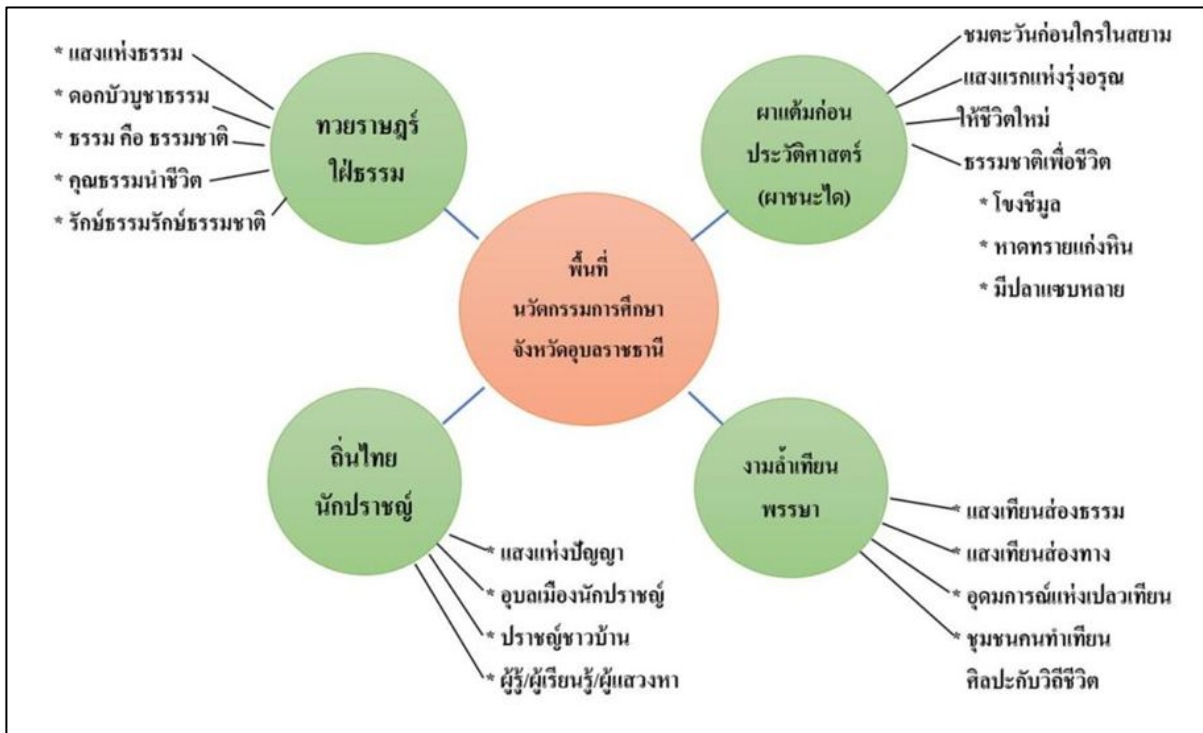 * แสงแห่งธรรม
* ดอกบัวบูชาธรรม
* ธรรม คือ ธรรมชาติ
* คุณธรรมนำชีวิต
* รักษ์ธรรมรักษ์ธรรมชาติ
ทวยราษฎร์
ใฝ่ธรรม
ผาแต้มก่อน
ประวัติศาสตร์
(ผาชนะได)
ชมตะวันก่อนใครในสยาม
แสงแรกแห่งรุ่งอรุณ
ให้ชีวิตใหม่
ธรรมชาติเพื่อชีวิต
* โขงชีมูล
* หาดทรายแก่งหิน
* มีปลาแซบหลาย
พื้นที่
นวัตกรรมการศึกษา
จังหวัดอุบลราชธานี
ถิ่นไทย
นักปราชญ์
* แสงแห่งปัญญา
* อุบลเมืองนักปราชญ์
* ปราชญ์ชาวบ้าน
* ผู้รู้/ผู้เรียนรู้/ผู้แสวงหา
งามล้ำเทียน
พรรษา
* แสงเทียนส่องธรรม
* แสงเทียนส่องทาง
* อุดมการณ์แห่งเปลวเทียน
* ชุมชนคนทำเทียน
ศิลปะกับวิถีชีวิต